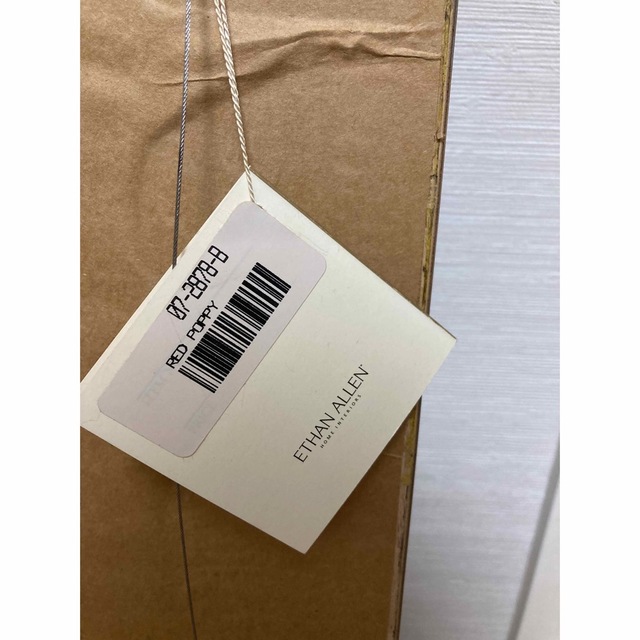 07-2878-B
RED POPPY
ETHAN ALLEN
HOME INTERIORS